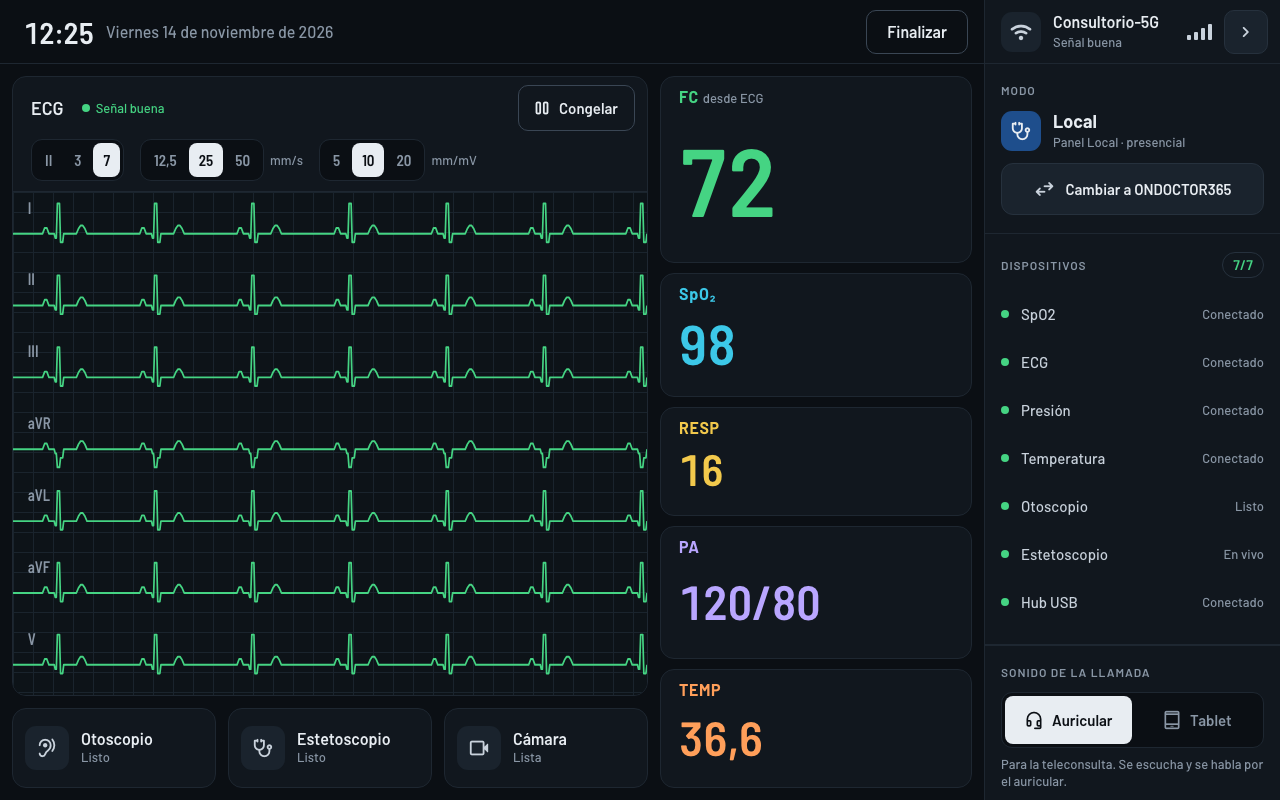 12:25 Viernes 14 de noviembre de 2026
Finalizar
ECG Señal buena
Congelar
II 3 7
12,5 25 50 mm/s
5 10 20 mm/mV
I
II
III
aVR
aVL
aVF
V
Otoscopio
Listo
Estetoscopio
Listo
Cámara
Lista
FC desde ECG
72
SpO₂
98
RESP
16
PA
120/80
TEMP
36,6
Consultorio-5G
Señal buena
MODO
Local
Panel Local · presencial
Cambiar a ONDOCTOR365
DISPOSITIVOS 7/7
SpO2 Conectado
ECG Conectado
Presión Conectado
Temperatura Conectado
Otoscopio Listo
Estetoscopio En vivo
Hub USB Conectado
SONIDO DE LA LLAMADA
Auricular Tablet
Para la teleconsulta. Se escucha y se habla por
el auricular.